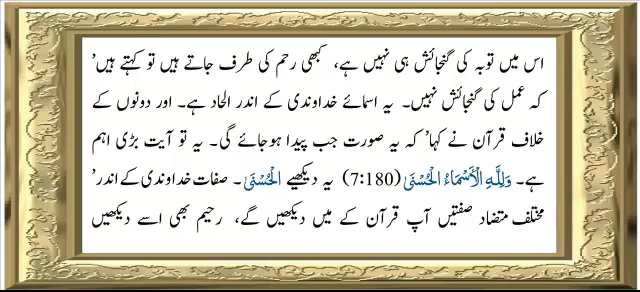 اس میں توبہ کی گنجائش ہی نہیں ہے، کبھی رحم کی طرف جاتے ہیں تو کہتے ہیں'
کہ عمل کی گنجائش نہیں۔ یہ اسمائے خداوندی کے اندر الحاد ہے۔ اور دونوں کے
خلاف قرآن نے کہا' کہ یہ صورت جب پیدا ہوجائے گی۔ یہ تو آیت بڑی اہم
ہے۔ وَلِلَّهِ الْأَسْمَاءُ الْحُسْنَىٰ (7:180) یہ دیکھیے الْحُسْنَىٰ۔ صفات خداوندی کے اندر'
مختلف متضاد صفتیں آپ قرآن کے میں دیکھیں گے، رحیم بھی اسے دیکھیں